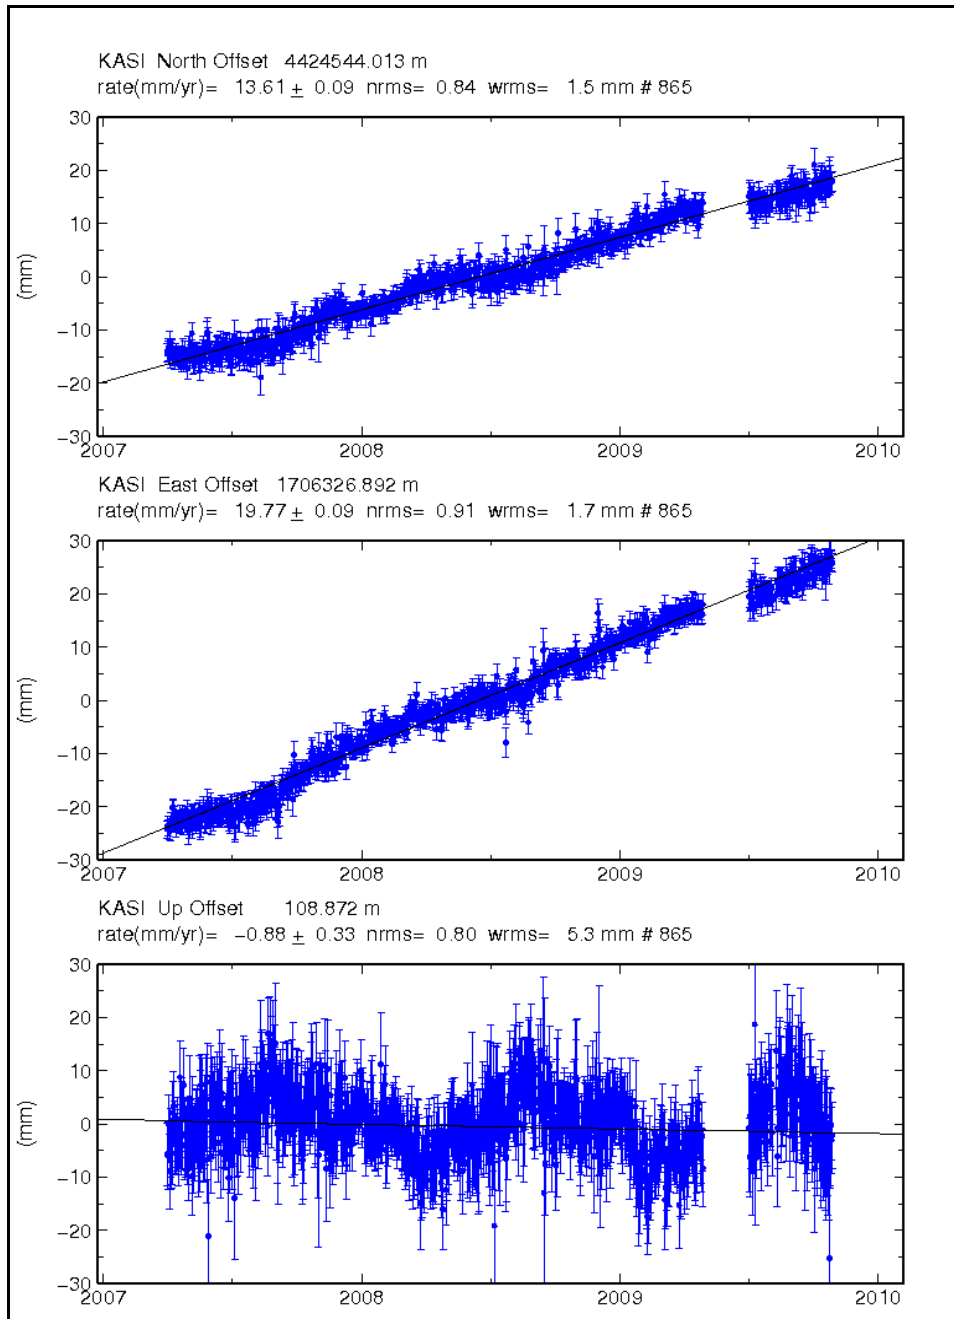 KASI North Offset 4424544.013 m
rate(mm/yr)= 13.61 ± 0.09 nrms= 0.84 wrms= 1.5 mm # 865
30
20
10
0
−10
−20
−30
(mm)
2007 2008 2009 2010
KASI East Offset 1706326.892 m
rate(mm/yr)= 19.77 ± 0.09 nrms= 0.91 wrms= 1.7 mm # 865
30
20
10
0
−10
−20
−30
(mm)
2007 2008 2009 2010
KASI Up Offset 108.872 m
rate(mm/yr)= −0.88 ± 0.33 nrms= 0.80 wrms= 5.3 mm # 865
30
20
10
0
−10
−20
−30
(mm)
2007 2008 2009 2010